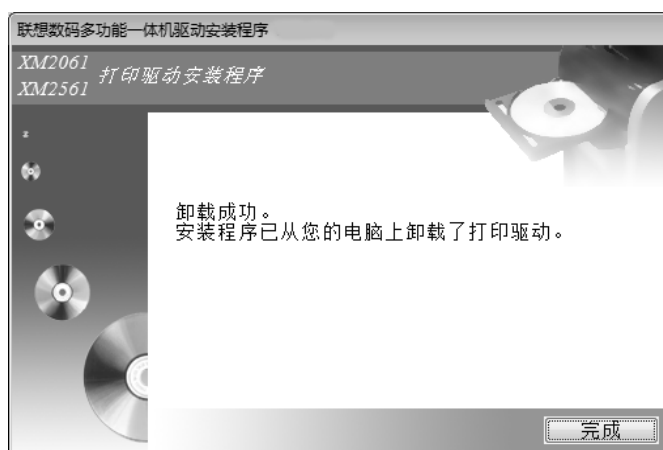 联想数码多功能一体机驱动安装程序
XM2061
XM2561
打印驱动安装程序
卸载成功。
安装程序已从您的电脑上卸载了打印驱动。
完成